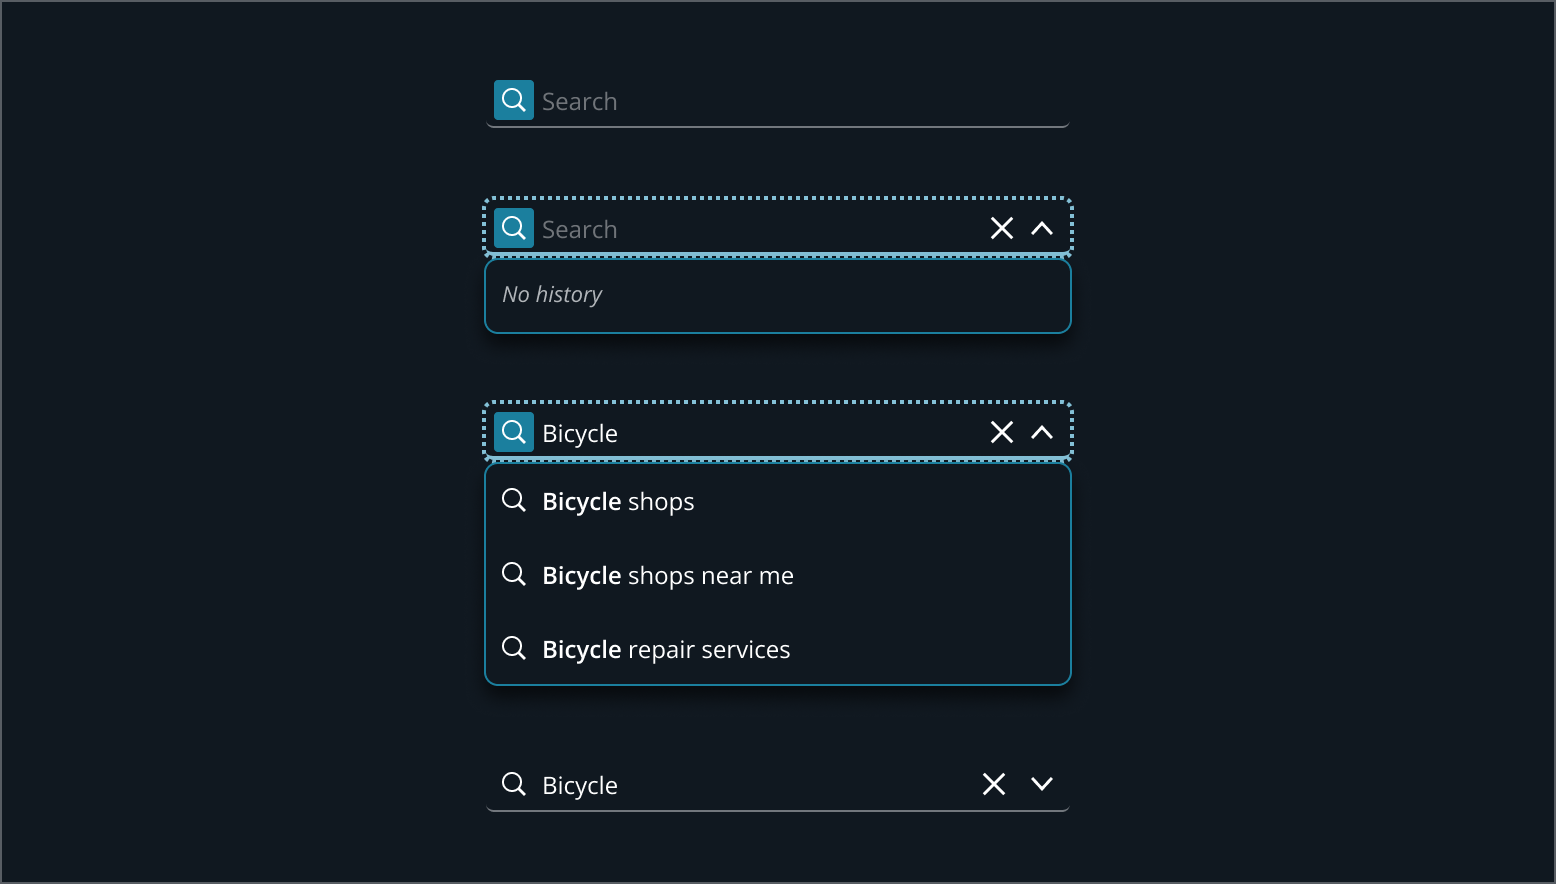 Search
Search
No history
Bicycle
Bicycle shops
Bicycle shops near me
Bicycle repair services
Bicycle